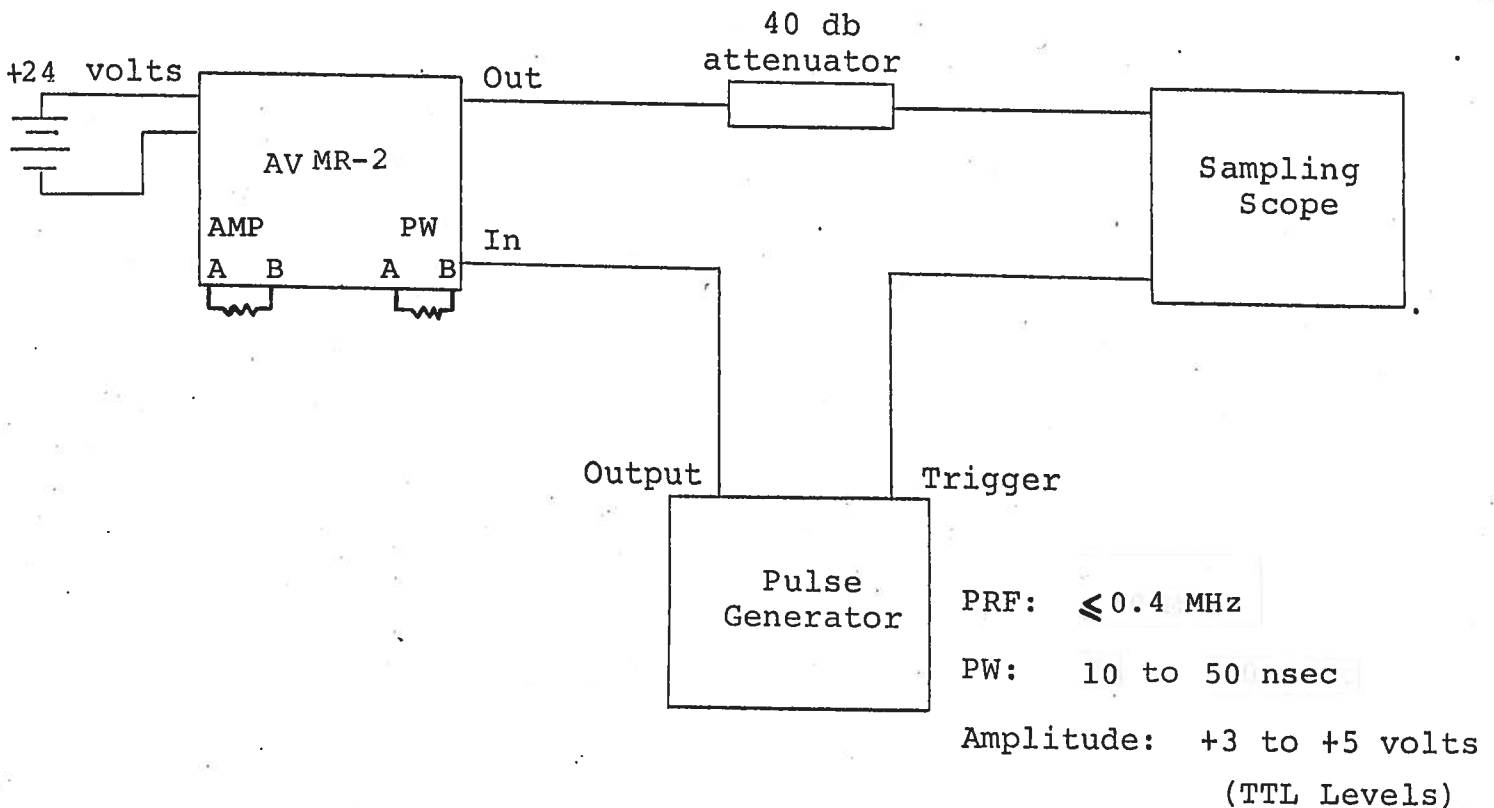 40 db
attenuator
+24 volts
Out
AV MR-2
Sampling
Scope
AMP PW
In
A B A B
Output
Trigger
Pulse
Generator
PRF: ⩽0.4 MHz
PW: 10 to 50 nsec
Amplitude: +3 to +5 volts
(TTL Levels)